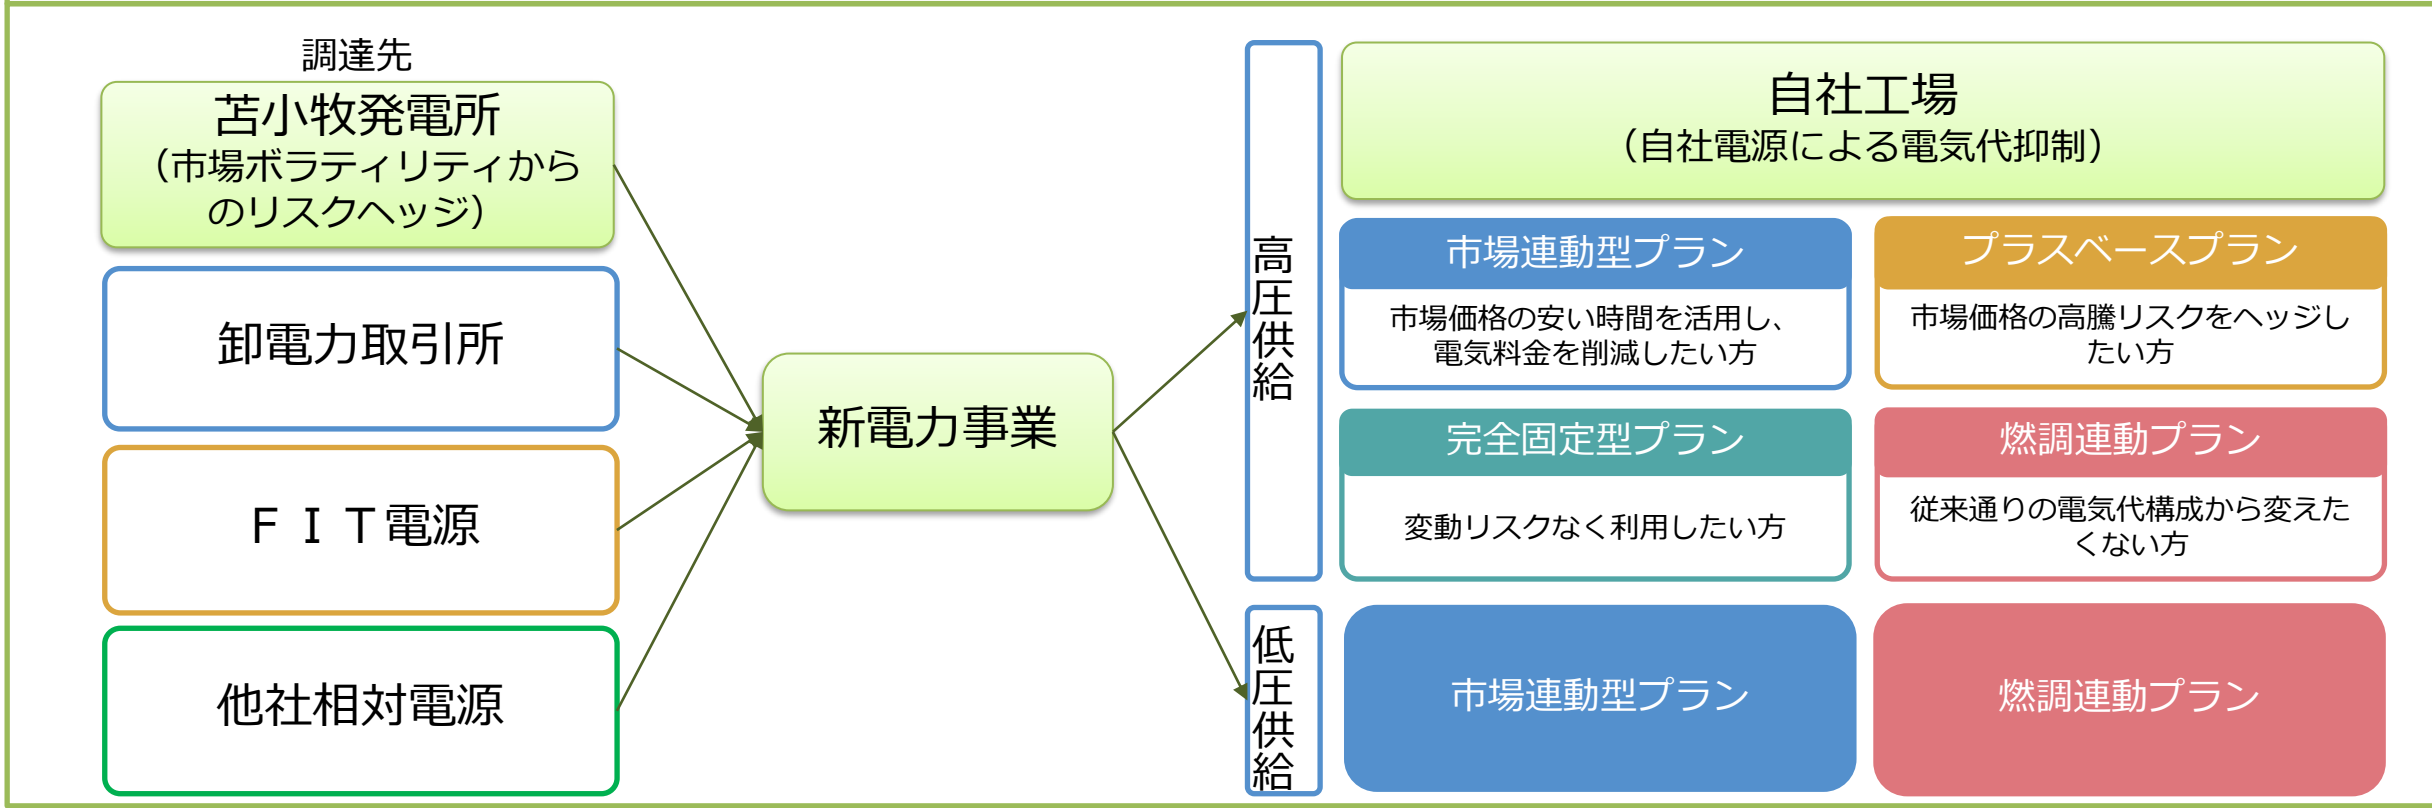 調達先
苫小牧発電所
（市場ボラティリティから
のリスクヘッジ）
卸電力取引所
ＦＩＴ電源
他社相対電源
新電力事業
高圧供給
自社工場
（自社電源による電気代抑制）
市場連動型プラン
市場価格の安い時間を活用し、
電気料金を削減したい方
プラスベースプラン
市場価格の高騰リスクをヘッジし
たい方
完全固定型プラン
変動リスクなく利用したい方
燃調連動プラン
従来通りの電気代構成から変えた
くない方
低圧供給
市場連動型プラン
燃調連動プラン